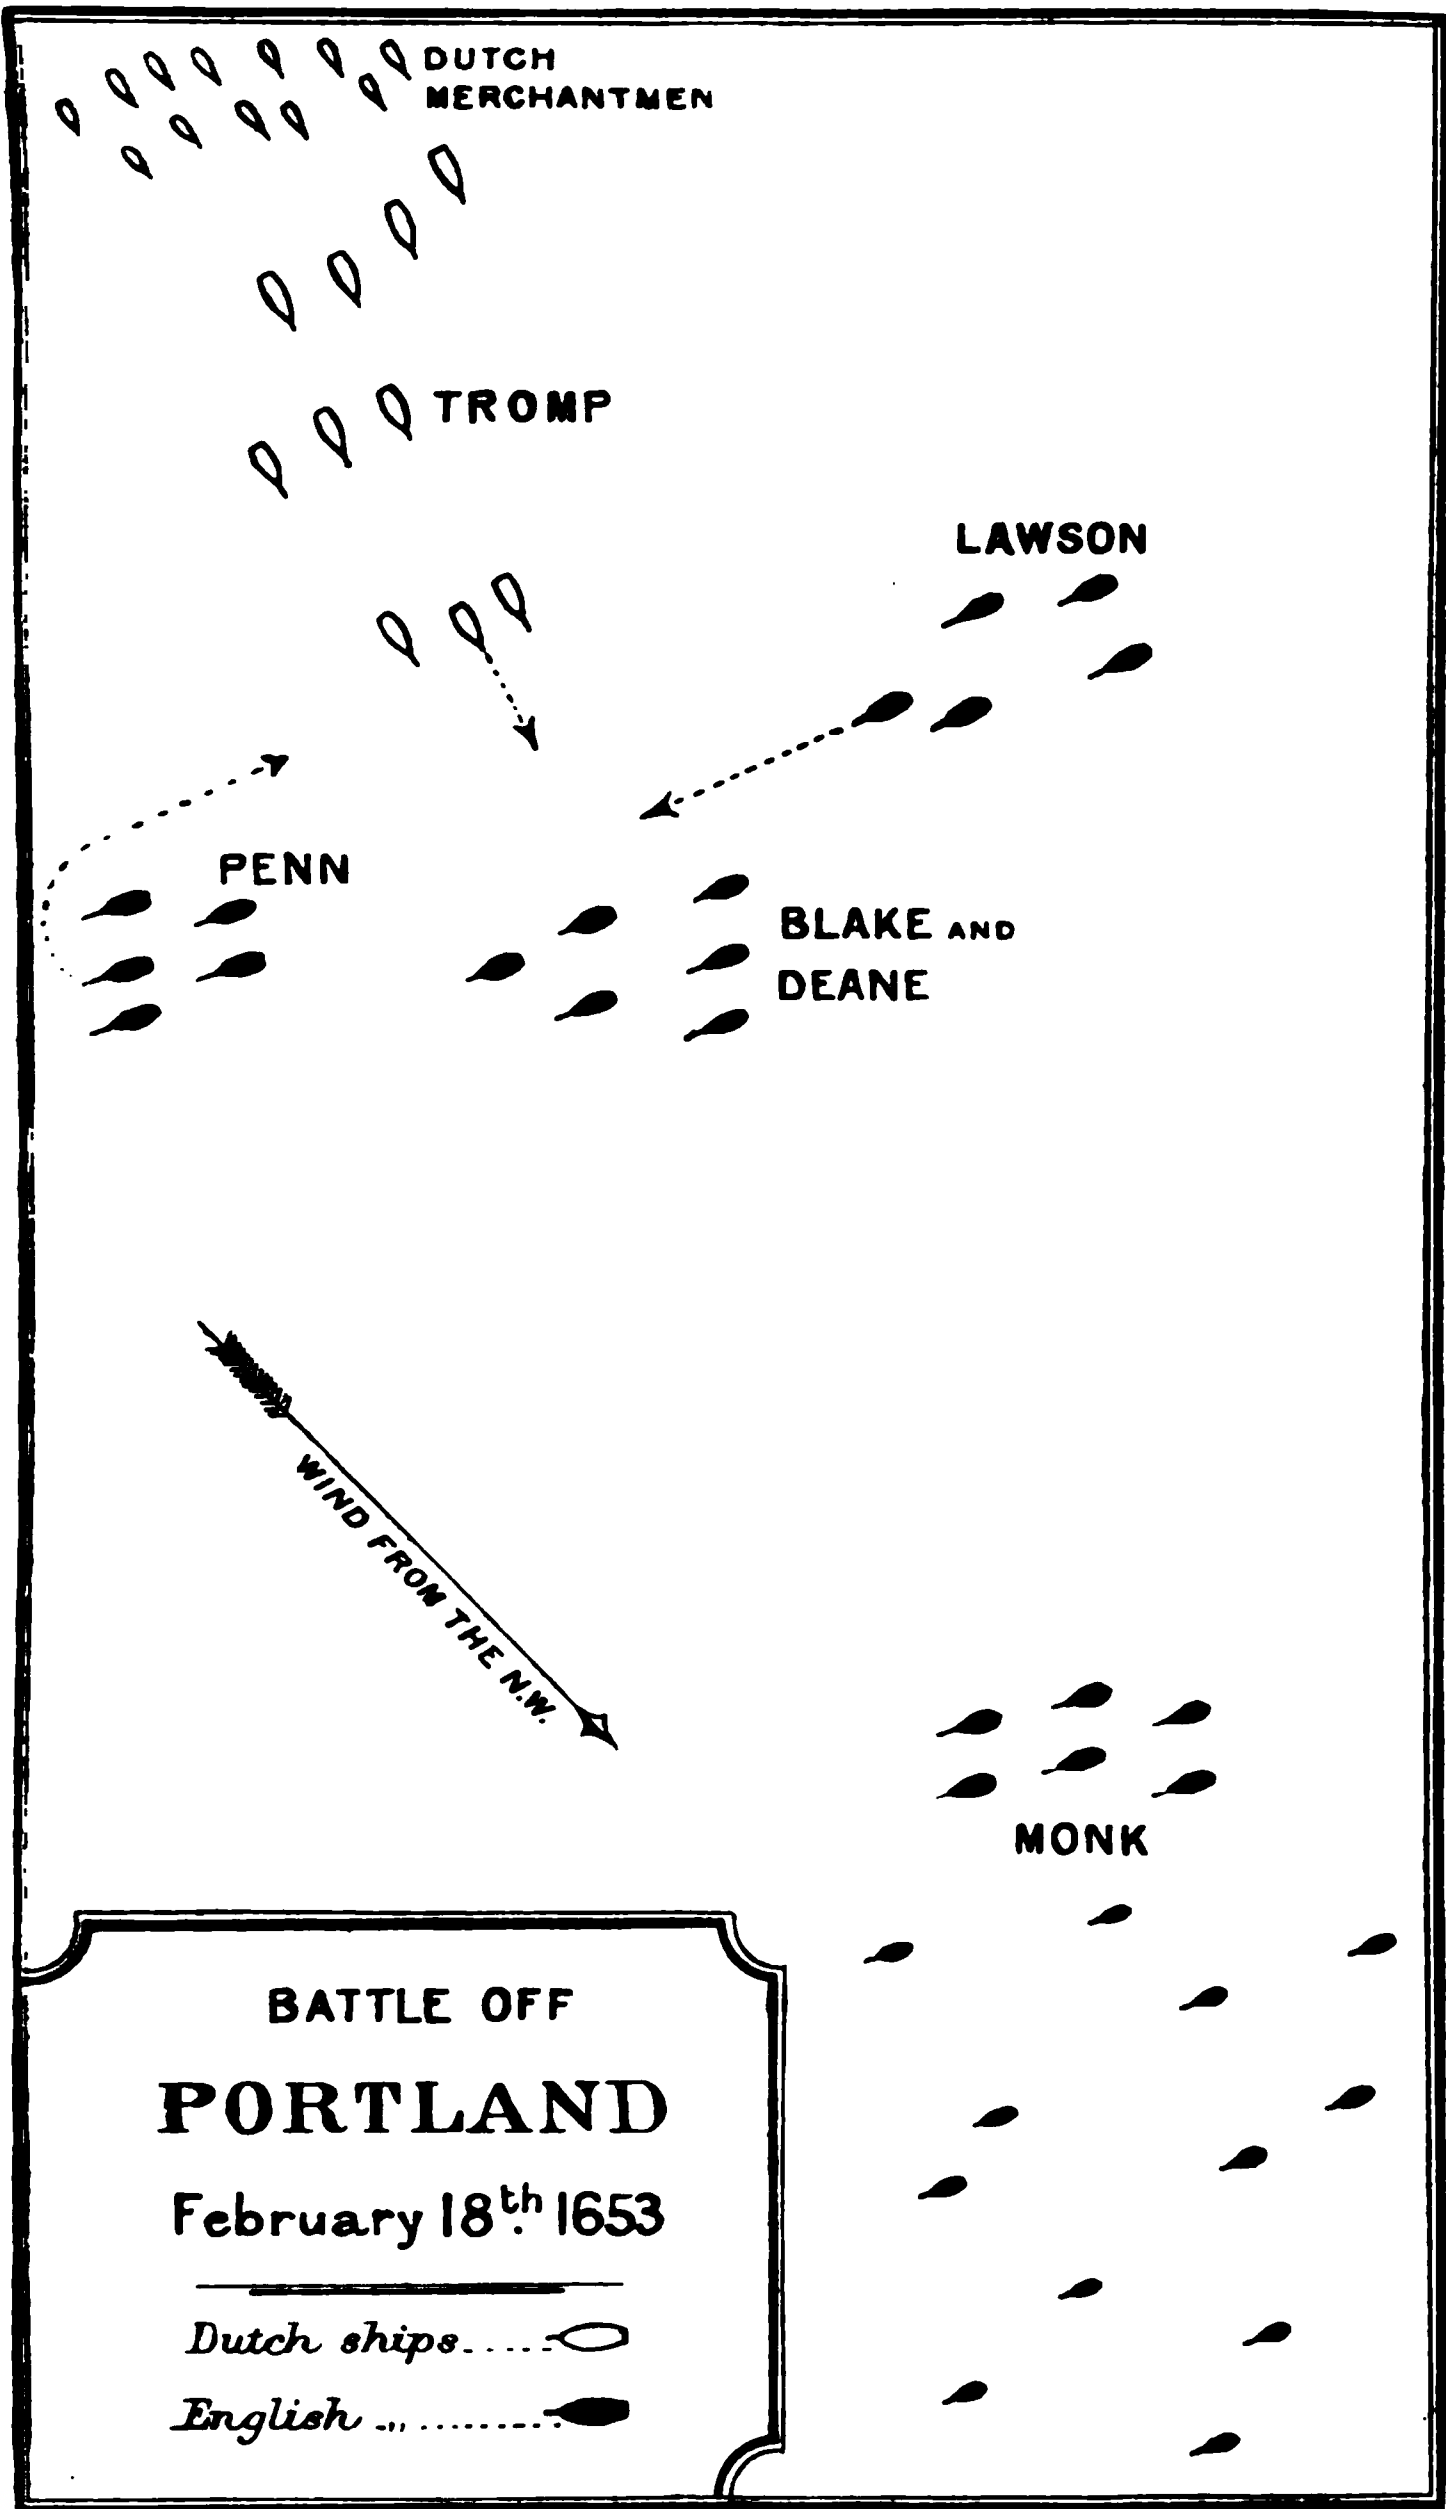 DUTCH
MERCHANTMEN
TROMP
LAWSON
PENN
BLAKE AND
DEANE
WIND FROM THE N.W.
MONK
BATTLE OFF
PORTLAND
February 18th 1653
Dutch ships
English „